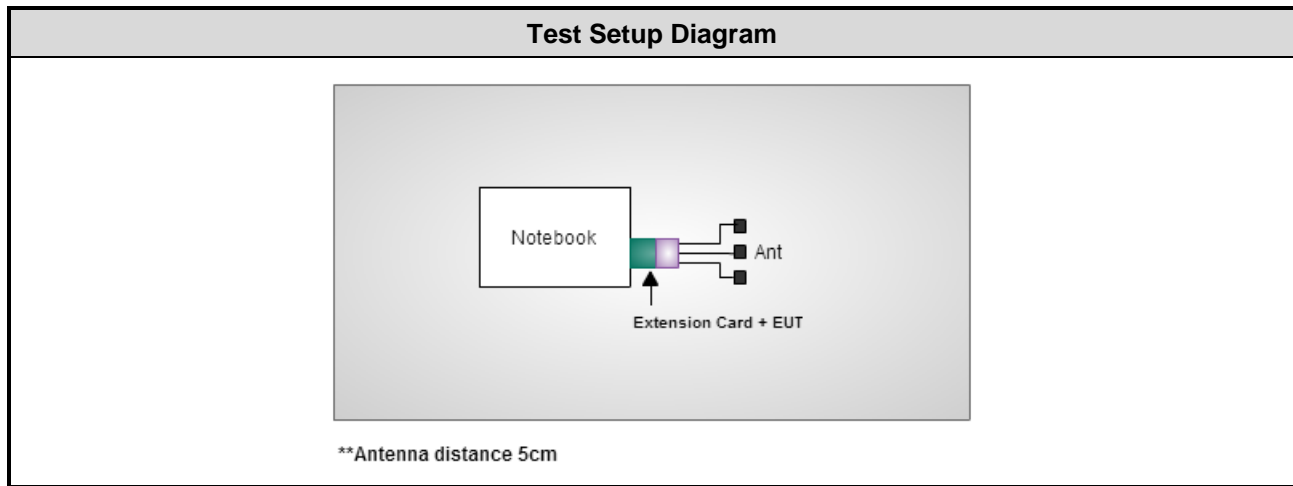 Test Setup Diagram
Notebook
Ant
Extension Card + EUT
**Antenna distance 5cm